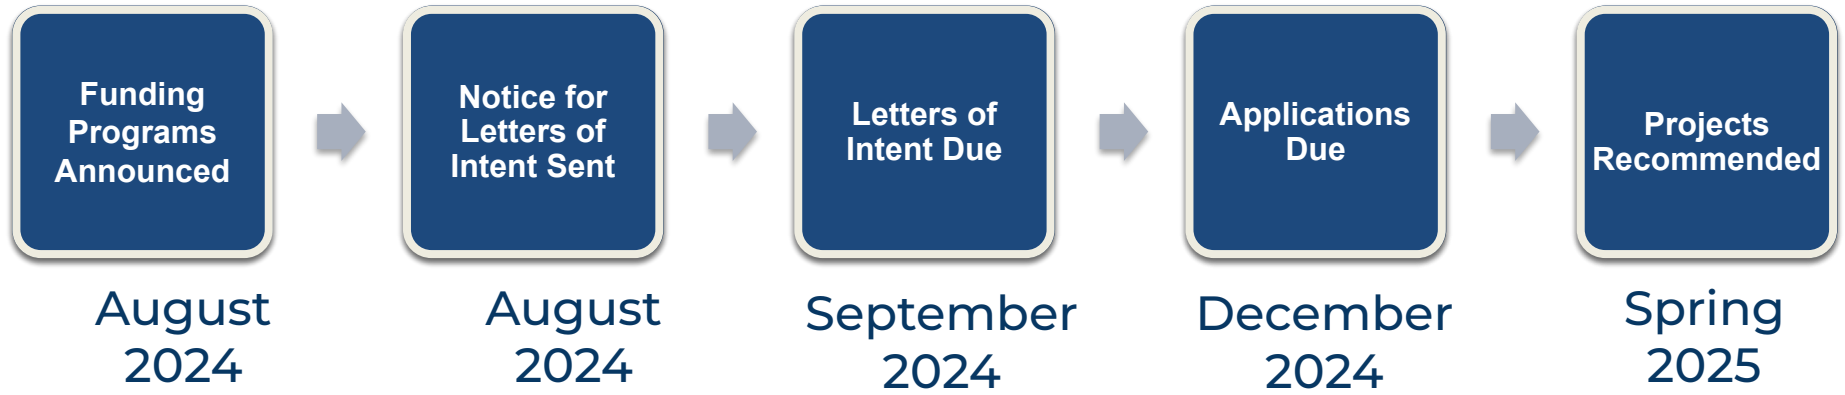 Funding
Programs
Announced
Notice for
Letters of
Intent Sent
Letters of
Intent Due
Applications
Due
Projects
Recommended
August
2024
August
2024
September
2024
December
2024
Spring
2025